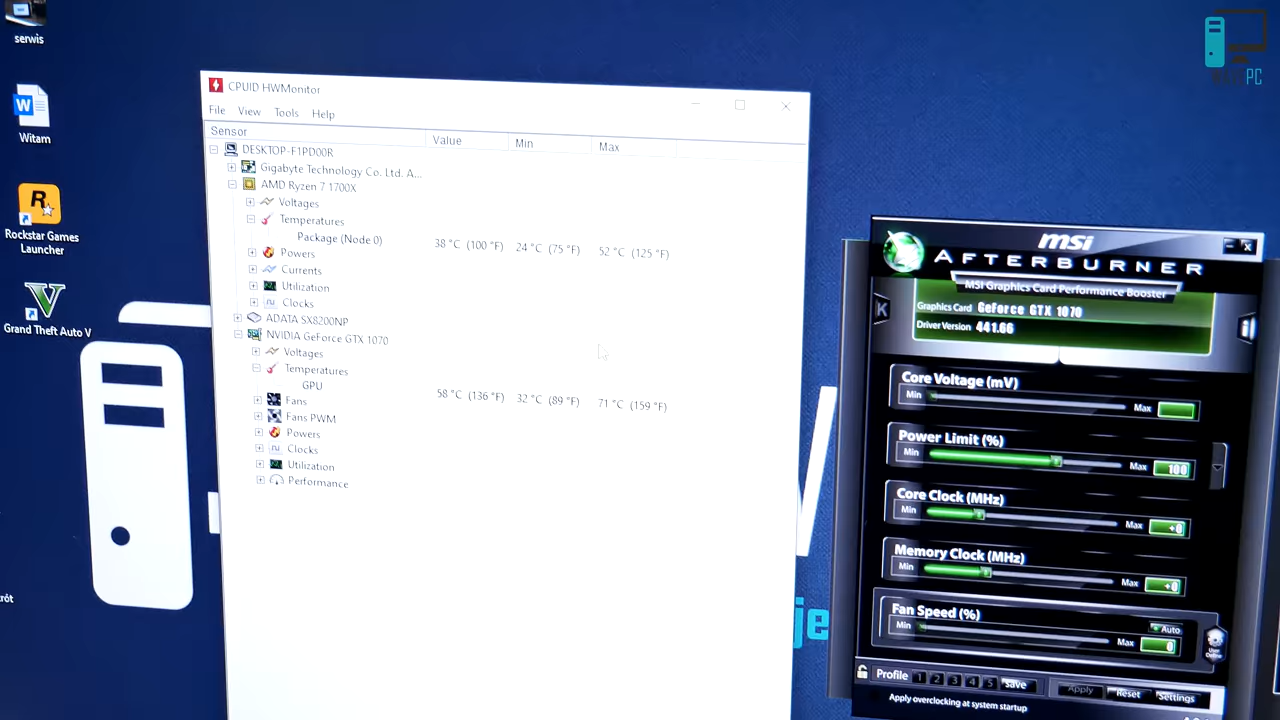 serwis
Witam
Rockstar Games
Launcher
Grand Theft Auto V
PC
CPUID HWMonitor
File View Tools Help
Sensor Value Min Max
DESKTOP-F1PD00R
Gigabyte Technology Co. Ltd. A...
AMD Ryzen 7 1700X
Voltages
Temperatures
Package (Node 0) 38 °C (100 °F) 24 °C (75 °F) 52 °C (125 °F)
Powers
Currents
Utilization
Clocks
ADATA SX8200NP
NVIDIA GeForce GTX 1070
Voltages
Temperatures
GPU 58 °C (136 °F) 32 °C (89 °F) 71 °C (159 °F)
Fans
Fans PWM
Powers
Clocks
Utilization
Performance
je
msi
AFTERBURNER
MSI Graphics Card Performance Booster
K i
Graphics Card GeForce GTX 1070
Driver Version 441.66
Core Voltage (mV)
Min Max
Power Limit (%)
Min Max 100
Core Clock (MHz)
Min Max +0
Memory Clock (MHz)
Min Max +0
Fan Speed (%)
Auto
Min Max 0
User
Define
Profile 1 2 3 4 5 Save Apply Reset Settings
Apply overclocking at system startup